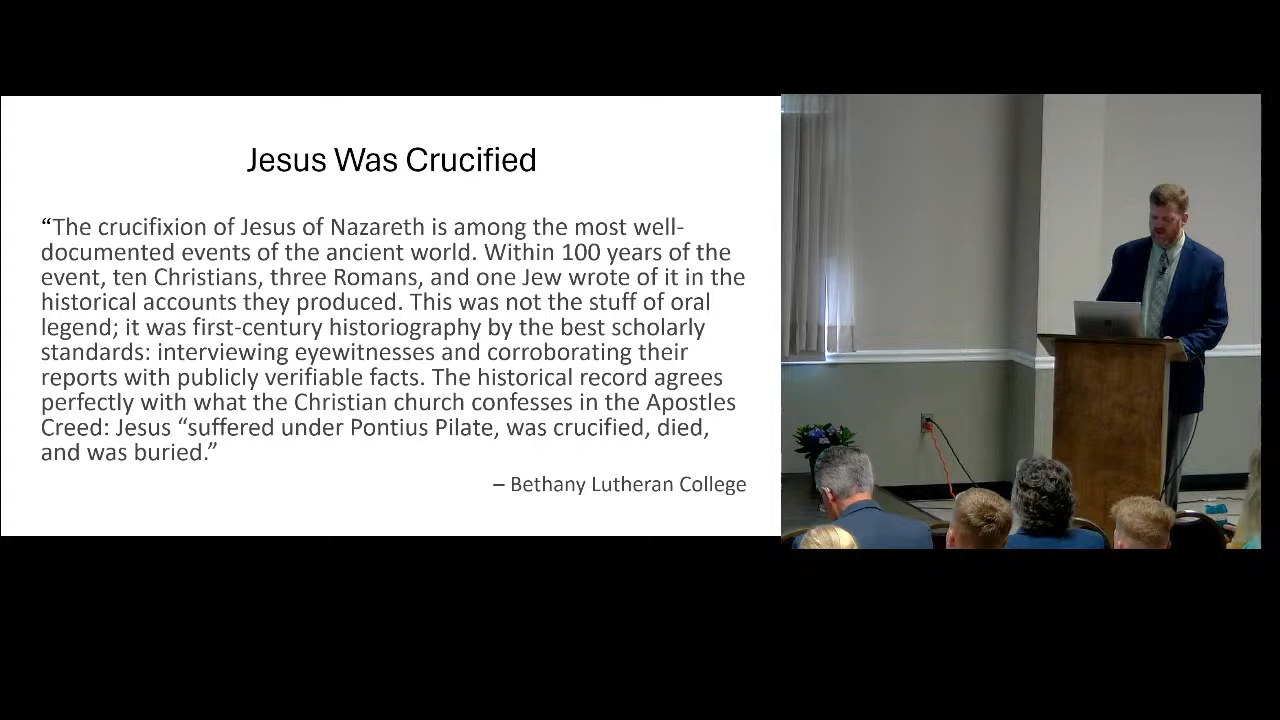 Jesus Was Crucified
“The crucifixion of Jesus of Nazareth is among the most well-
documented events of the ancient world. Within 100 years of the
event, ten Christians, three Romans, and one Jew wrote of it in the
historical accounts they produced. This was not the stuff of oral
legend; it was first-century historiography by the best scholarly
standards: interviewing eyewitnesses and corroborating their
reports with publicly verifiable facts. The historical record agrees
perfectly with what the Christian church confesses in the Apostles
Creed: Jesus “suffered under Pontius Pilate, was crucified, died,
and was buried.”
– Bethany Lutheran College